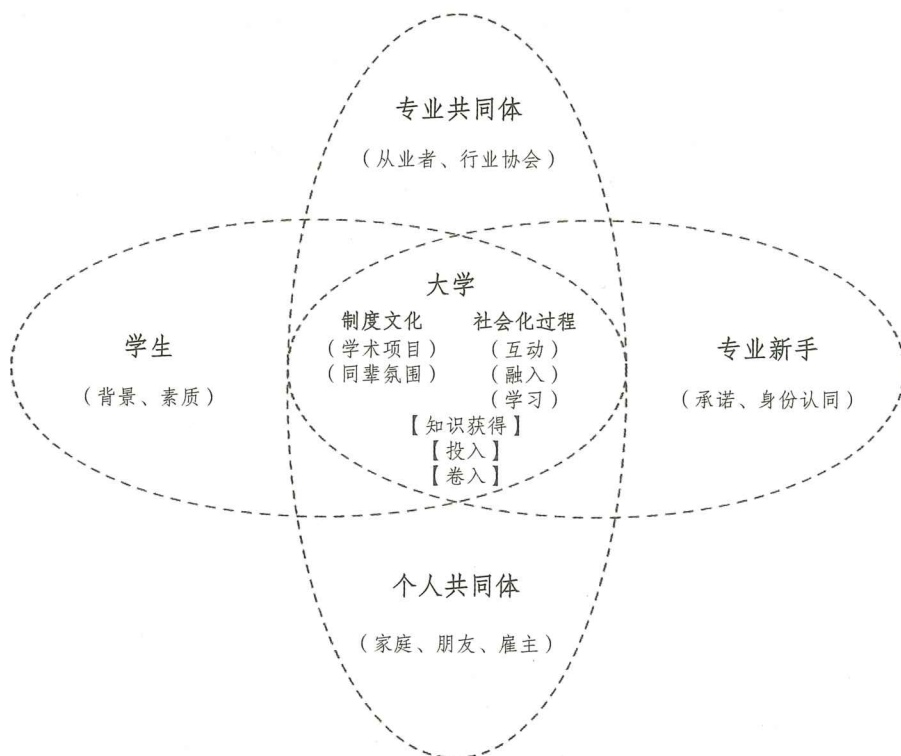 专业共同体
（从业者、行业协会）
大学
制度文化 社会化过程
（学术项目） （互动）
（同辈氛围） （融入）
（学习）
【知识获得】
【投入】
【卷入】
学生
（背景、素质）
专业新手
（承诺、身份认同）
个人共同体
（家庭、朋友、雇主）